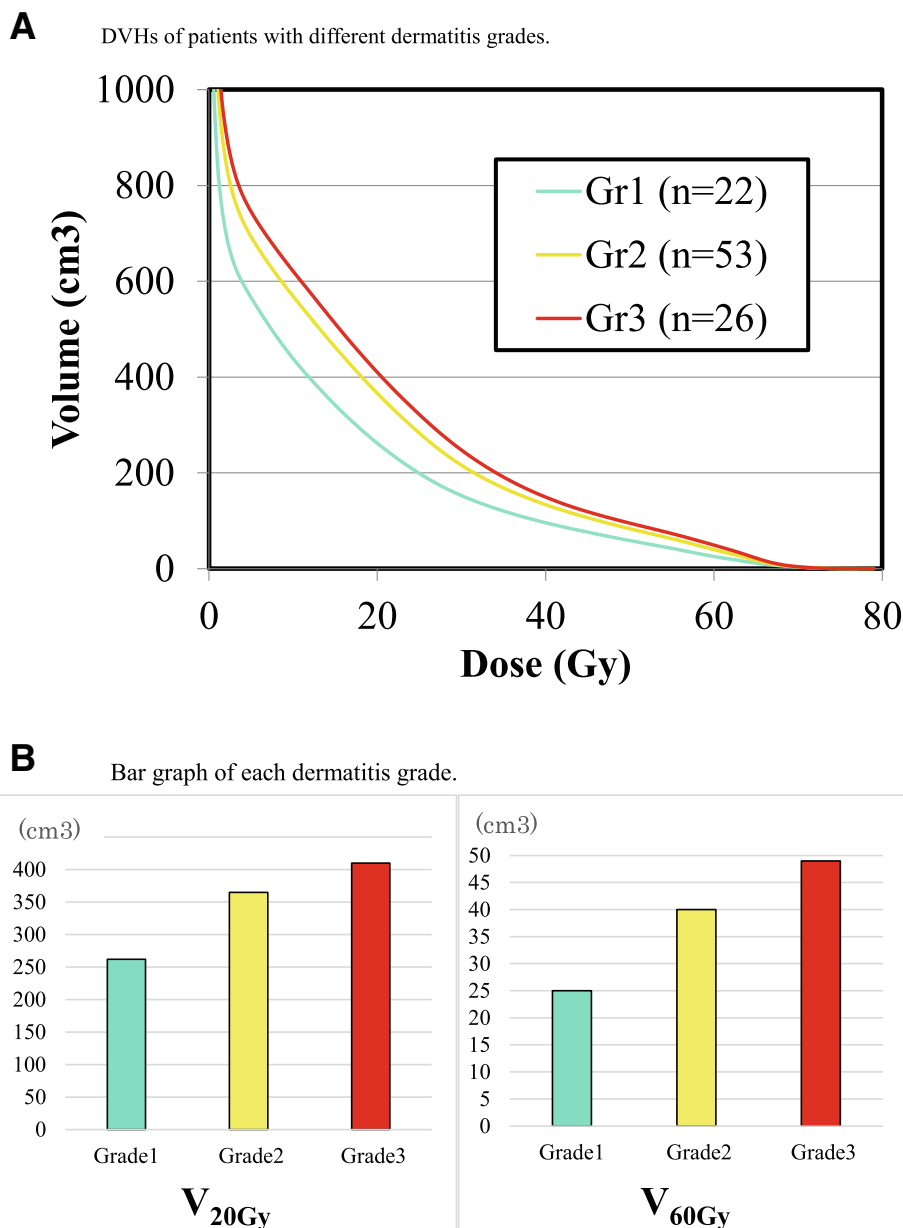 A
DVHs of patients with different dermatitis grades.
1000
800
600
400
200
0
Volume (cm3)
Gr1 (n=22)
Gr2 (n=53)
Gr3 (n=26)
0 20 40 60 80
Dose (Gy)
B
Bar graph of each dermatitis grade.
(cm3)
400
350
300
250
200
150
100
50
0
Grade1 Grade2 Grade3
V20Gy
(cm3)
50
45
40
35
30
25
20
15
10
5
0
Grade1 Grade2 Grade3
V60Gy